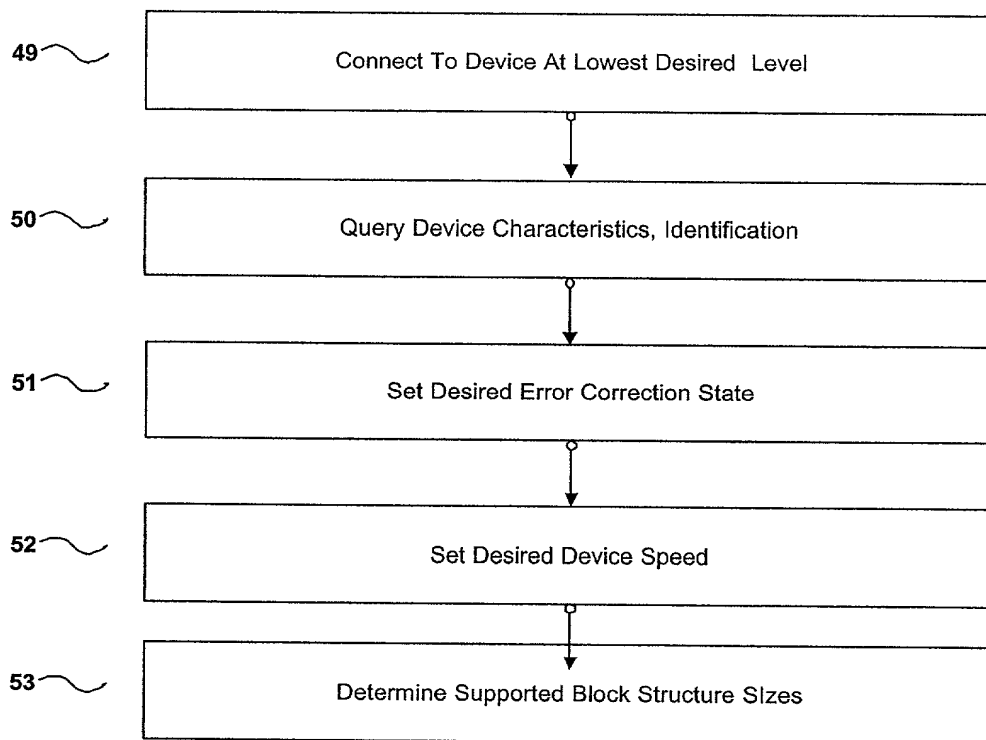 49 Connect To Device At Lowest Desired Level
50 Query Device Characteristics, Identification
51 Set Desired Error Correction State
52 Set Desired Device Speed
53 Determine Supported Block Structure SIzes